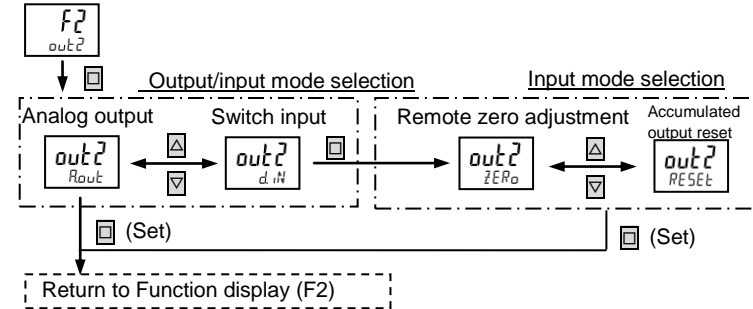 F2
out2
Output/input mode selection
Input mode selection
Analog output
Switch input
Remote zero adjustment
Accumulated
output reset
out2
A.out
out2
d.iN
out2
ZERo
out2
RESEt
(Set)
(Set)
Return to Function display (F2)